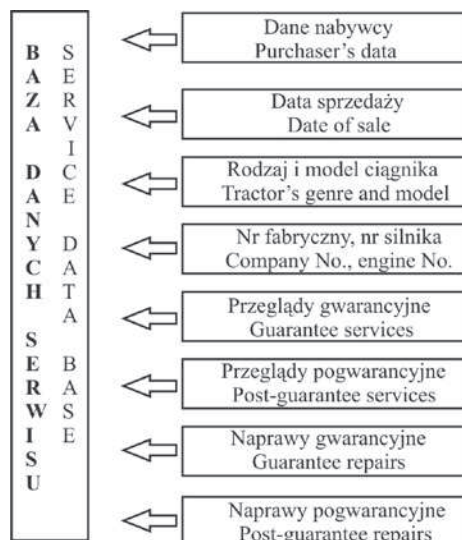 BAZA DANYCH SERWISU
SERVICE DATA BASE
Dane nabywcy
Purchaser's data
Data sprzedaży
Date of sale
Rodzaj i model ciągnika
Tractor's genre and model
Nr fabryczny, nr silnika
Company No., engine No.
Przeglądy gwarancyjne
Guarantee services
Przeglądy pogwarancyjne
Post-guarantee services
Naprawy gwarancyjne
Guarantee repairs
Naprawy pogwarancyjne
Post-guarantee repairs